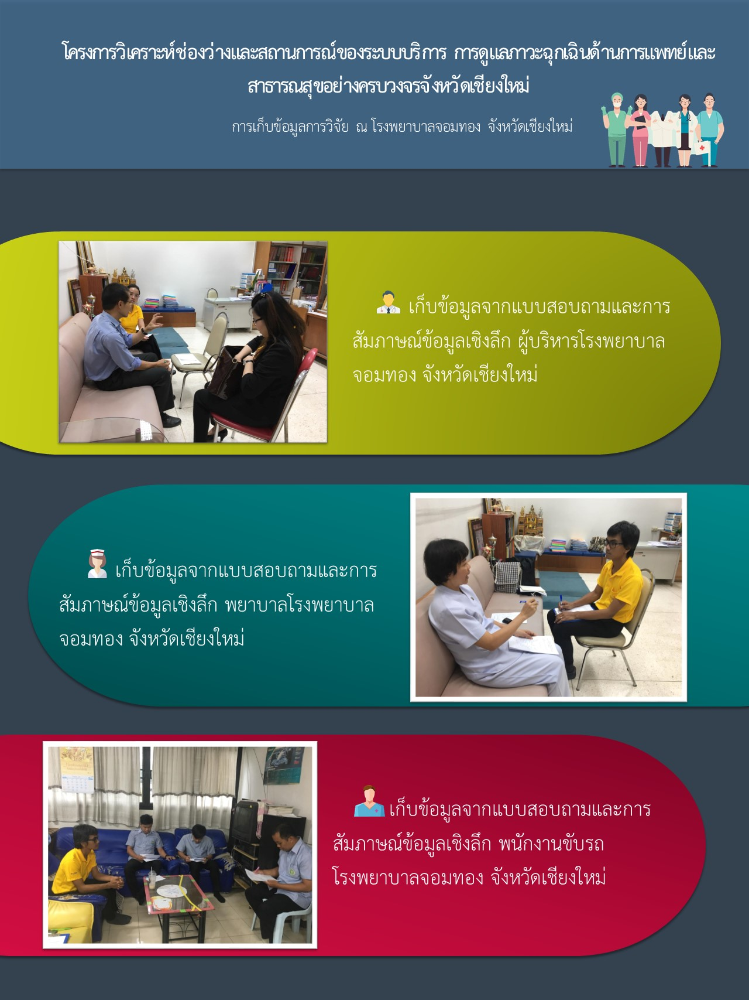 โครงการวิเคราะห์ช่องว่างและสถานการณ์ของระบบบริการ การดูแลภาวะฉุกเฉินด้านการแพทย์และ
สาธารณสุขอย่างครบวงจรจังหวัดเชียงใหม่
การเก็บข้อมูลการวิจัย ณ โรงพยาบาลจอมทอง จังหวัดเชียงใหม่
เก็บข้อมูลจากแบบสอบถามและการ
สัมภาษณ์ข้อมูลเชิงลึก ผู้บริหารโรงพยาบาล
จอมทอง จังหวัดเชียงใหม่
เก็บข้อมูลจากแบบสอบถามและการ
สัมภาษณ์ข้อมูลเชิงลึก พยาบาลโรงพยาบาล
จอมทอง จังหวัดเชียงใหม่
เก็บข้อมูลจากแบบสอบถามและการ
สัมภาษณ์ข้อมูลเชิงลึก พนักงานขับรถ
โรงพยาบาลจอมทอง จังหวัดเชียงใหม่